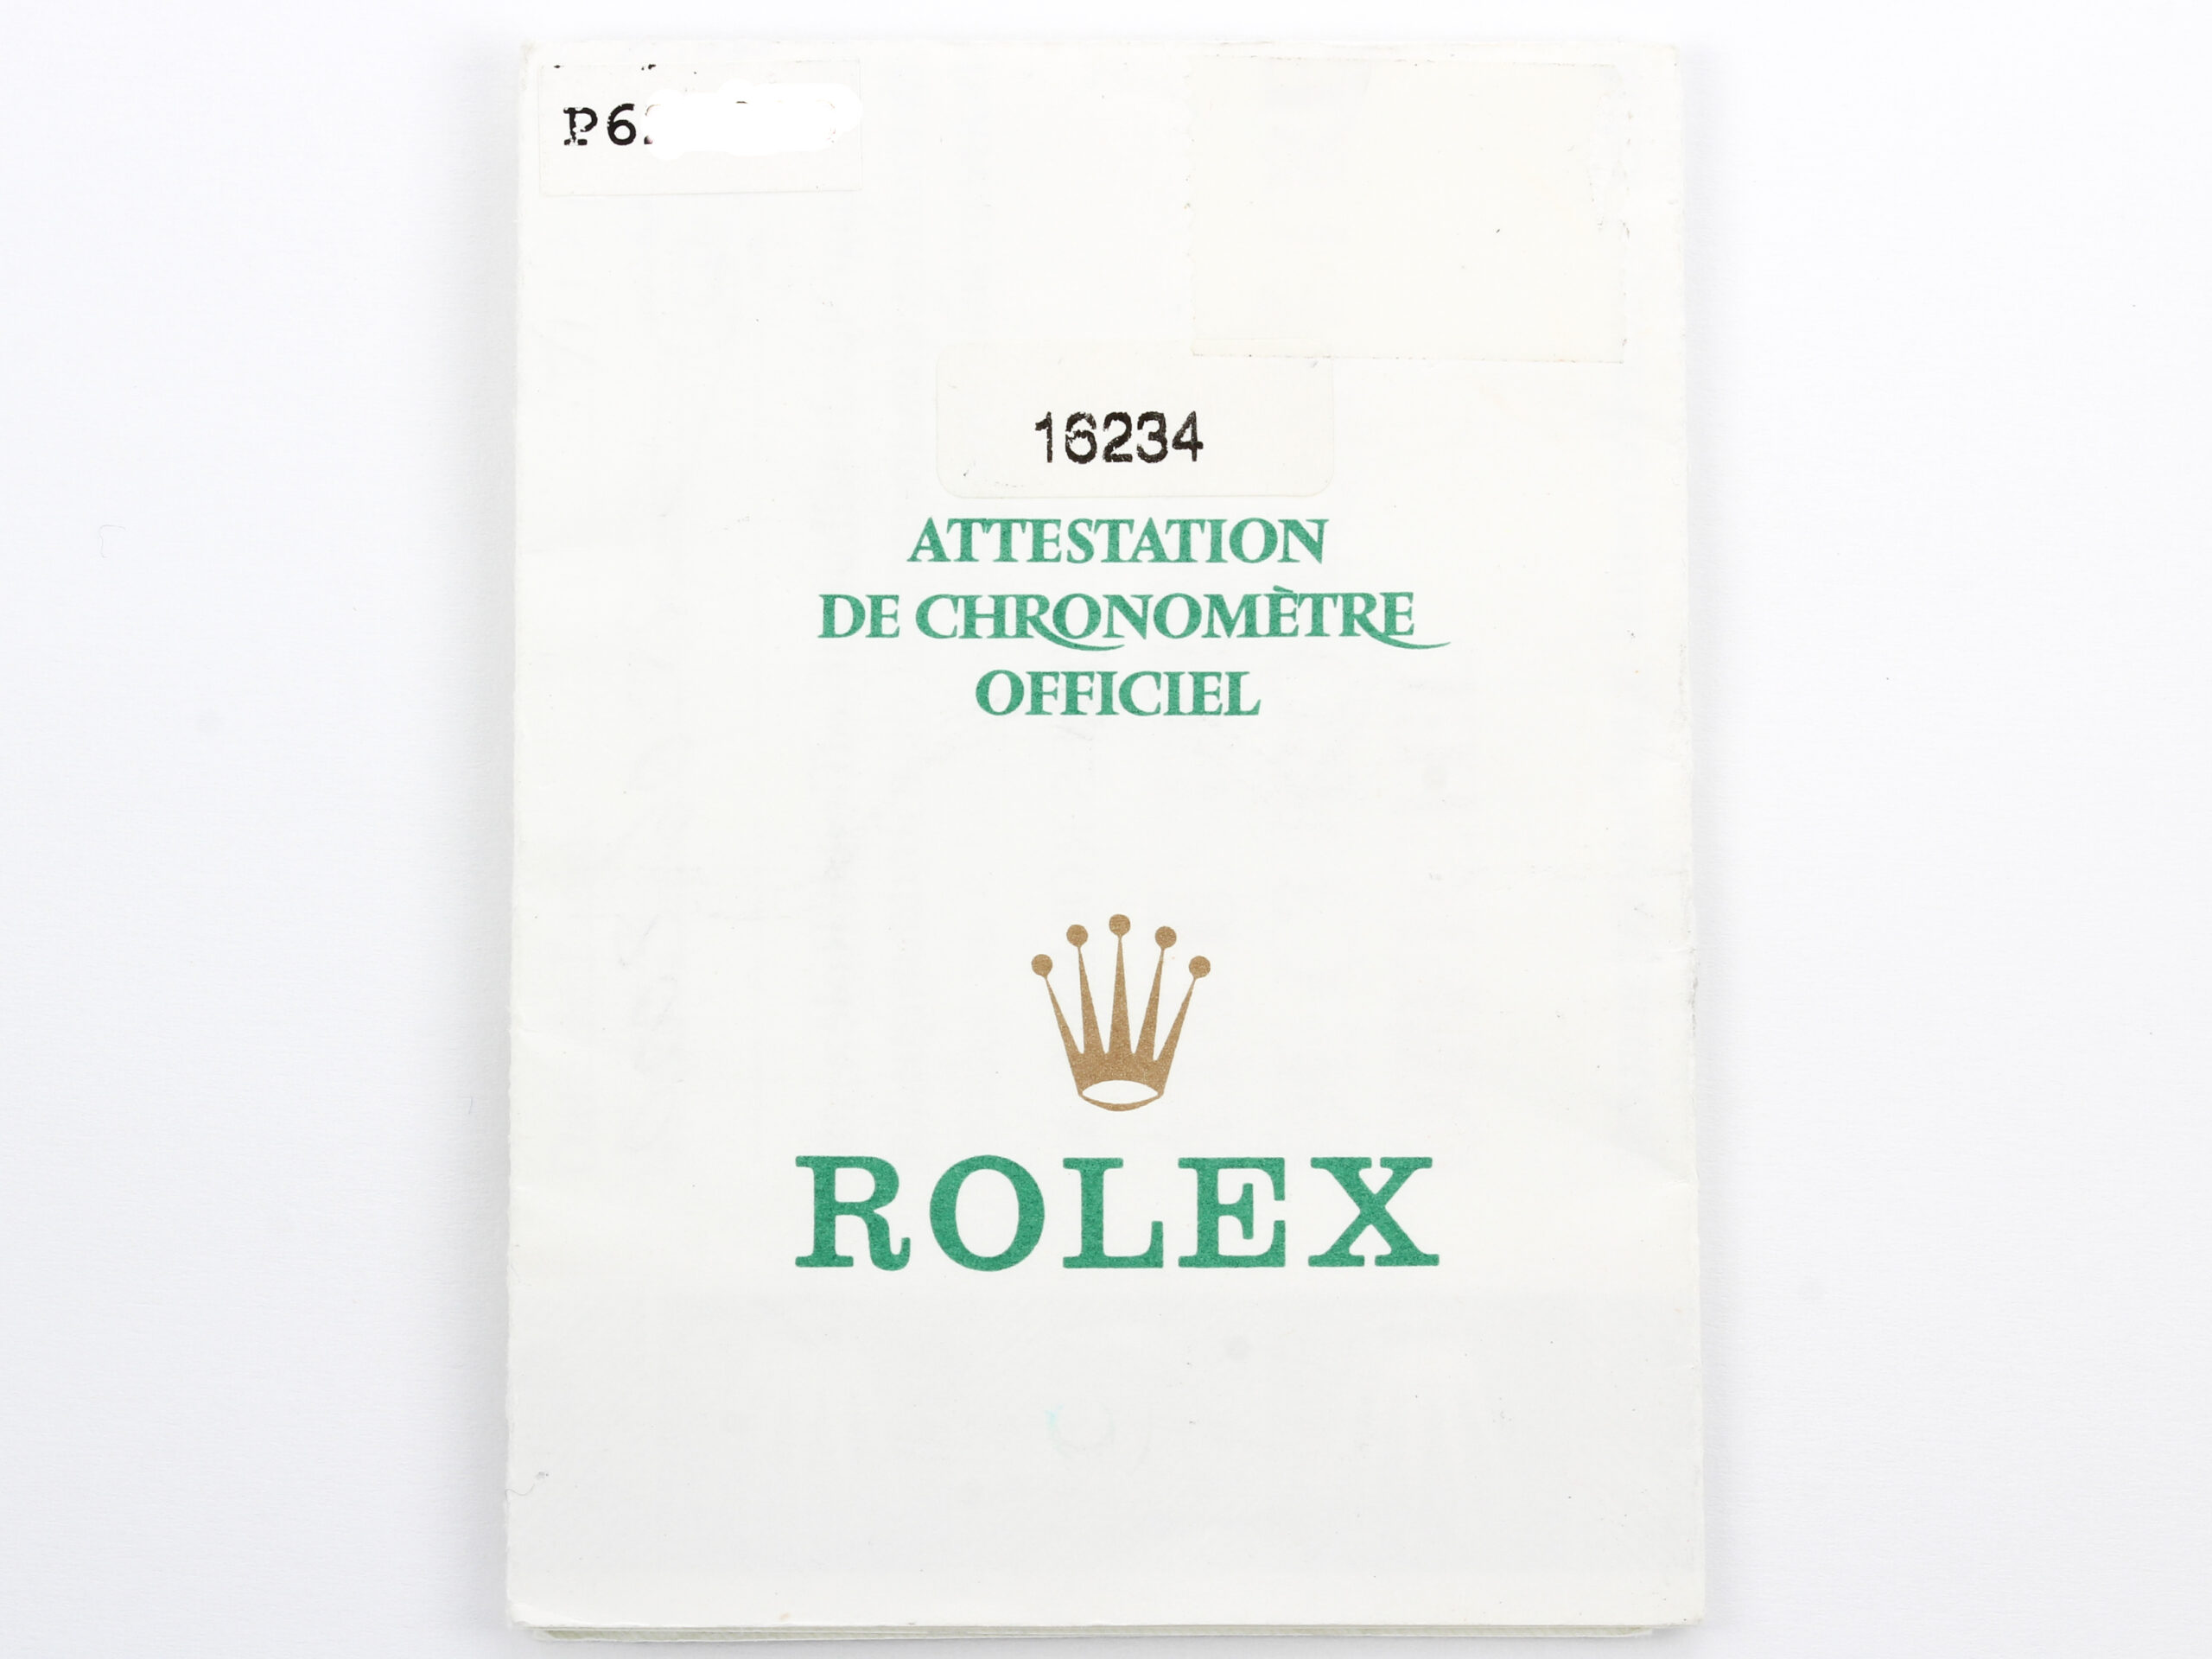 P6
16234
ATTESTATION
DE CHRONOMÈTRE
OFFICIEL
ROLEX